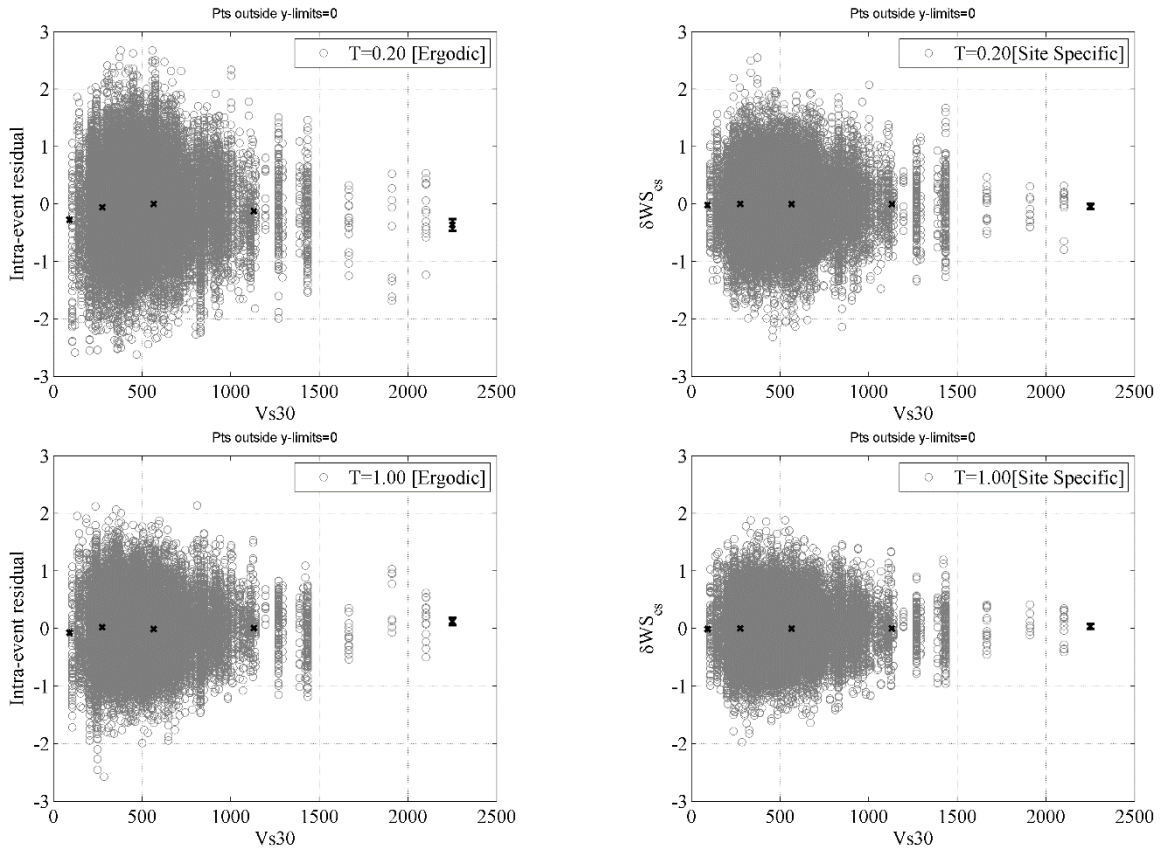 Pts outside y-limits=0
T=0.20 [Ergodic]
Intra-event residual
3
2
1
0
-1
-2
-3
0 500 1000 1500 2000 2500
Vs30
Pts outside y-limits=0
T=0.20[Site Specific]
δWS_es
3
2
1
0
-1
-2
-3
0 500 1000 1500 2000 2500
Vs30
Pts outside y-limits=0
T=1.00 [Ergodic]
Intra-event residual
3
2
1
0
-1
-2
-3
0 500 1000 1500 2000 2500
Vs30
Pts outside y-limits=0
T=1.00[Site Specific]
δWS_es
3
2
1
0
-1
-2
-3
0 500 1000 1500 2000 2500
Vs30